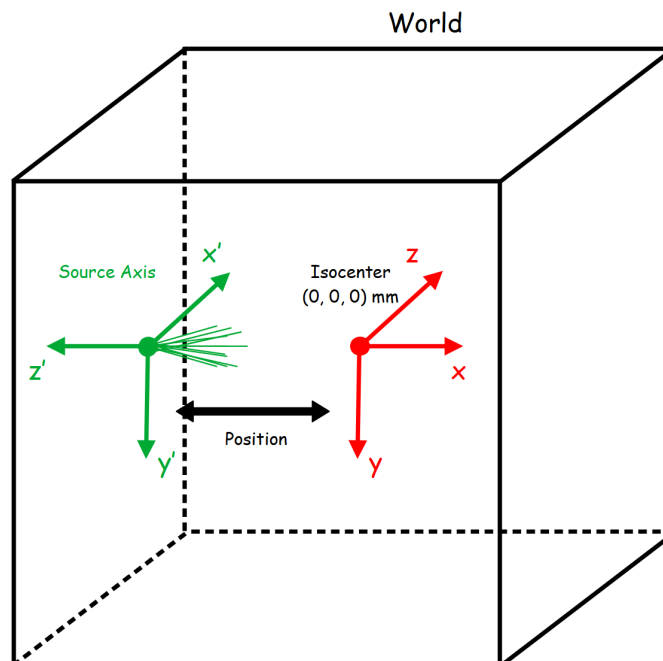 World
x'
z
Source Axis
Isocenter
(0, 0, 0) mm
z'
x
Position
y'
y